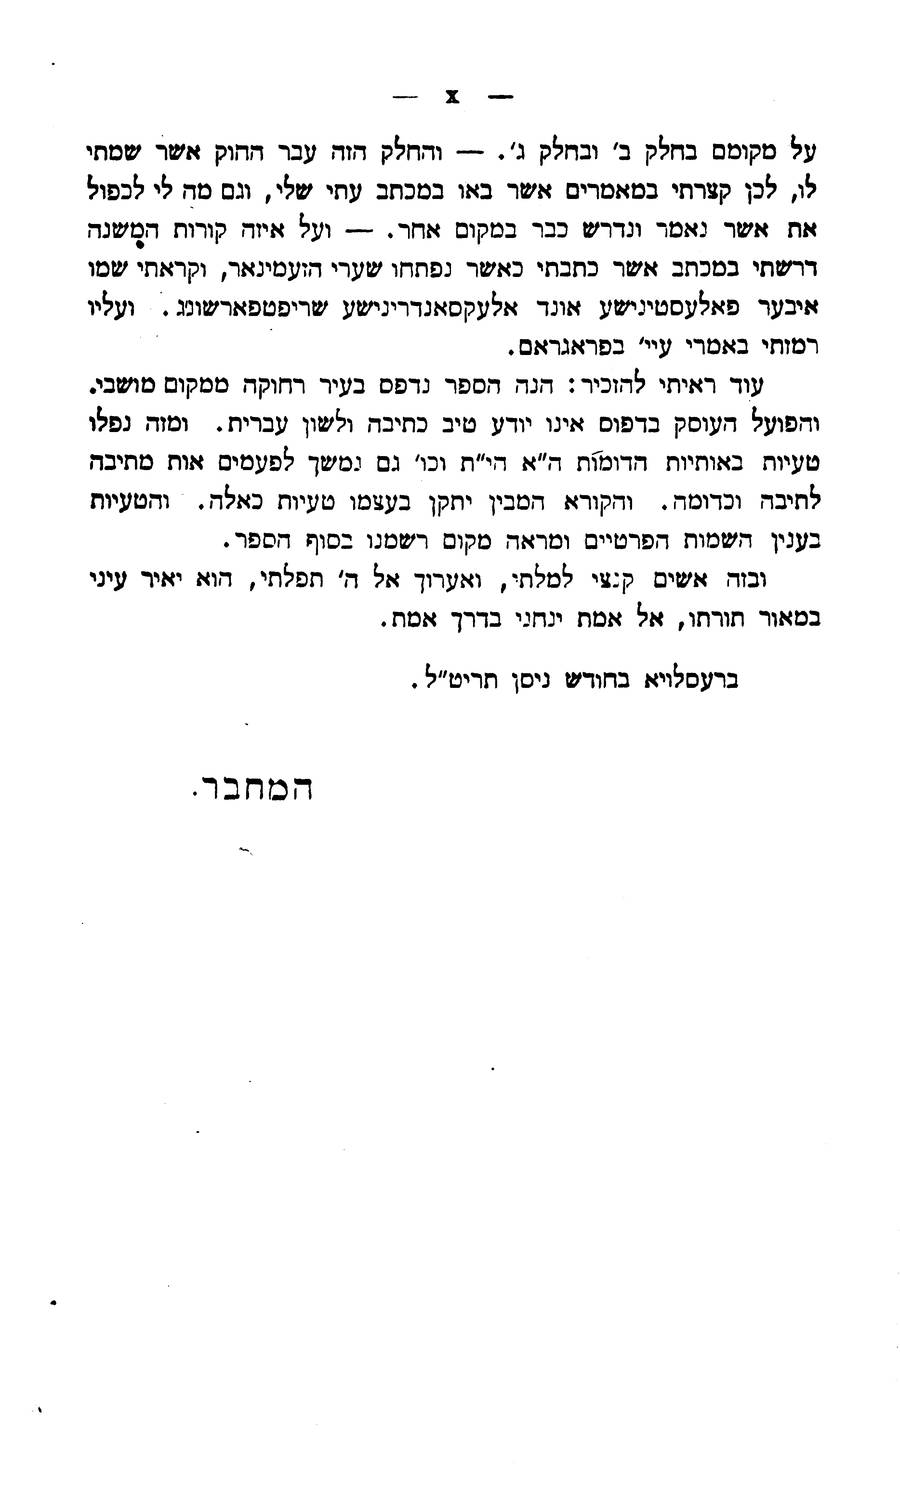 — x —
על מקומם בחלק ב׳ ובחלק ג׳. — והחלק הזה עבר החוק אשר שמתי
לו, לכן קצרתי במאמרים אשר באו במכתב עתי שלי, וגם מה לי לכפול
את אשר נאמר ונדרש כבר במקום אחר. — ועל איזה קורות המשנה
דרשתי במכתב אשר כתבתי כאשר נפתחו שערי הזעמינאר, וקראתי שמו
איבער פאלעסטינישע אונד אלעקסאנדרינישע שריפטפארשונג. ועליו
רמזתי באמרי עיי׳ בפראגראם.
עוד ראיתי להזכיר: הנה הספר נדפס בעיר רחוקה ממקום מושבי.
והפועל העוסק בדפוס אינו יודע טיב כתיבה ולשון עברית. ומזה נפלו
טעיות באותיות הדומות ה״א הי״ת וכו׳ גם נמשך לפעמים אות מתיבה
לתיבה וכדומה. והקורא המבין יתקן בעצמו טעיות כאלה. והטעיות
בענין השמות הפרטיים ומראה מקום רשמנו בסוף הספר.
ובזה אשים קנצי למלתי, ואערוך אל ה׳ תפלתי, הוא יאיר עיני
במאור תורתו, אל אמת ינחני בדרך אמת.
ברעסלויא בחודש ניסן תריט״ל.
המחבר.